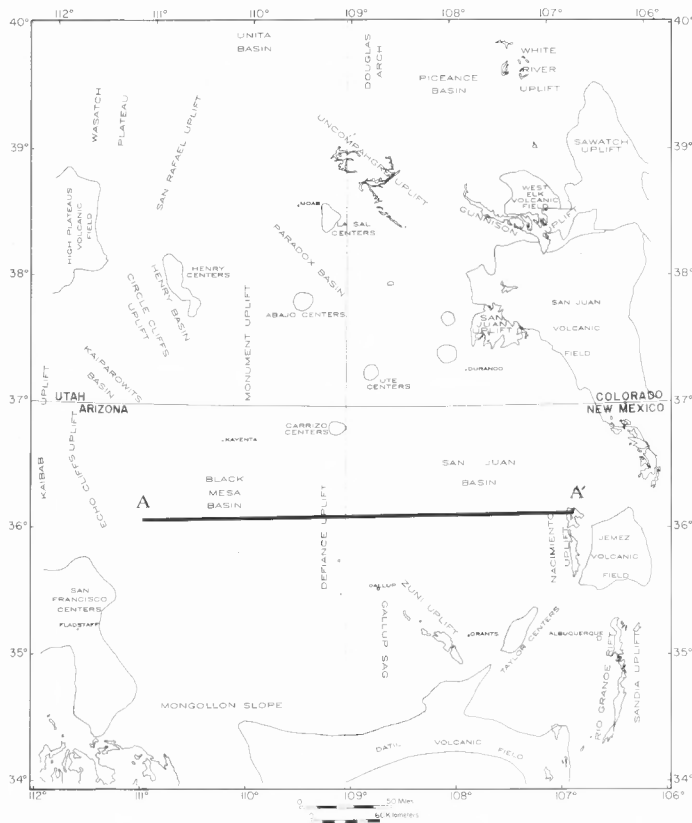 112° 110° 109° 108° 107° 106°
40° 40°
UNITA
BASIN
DOUGLAS
ARCH
WHITE
RIVER
UPLIFT
PICEANCE
BASIN
WASATCH
PLATEAU
SAN RAFAEL UPLIFT
UNCOMPAHGRE UPLIFT
SAWATCH
UPLIFT
39° 39°
HIGH PLATEAUS
VOLCANIC
FIELD
MOAB
LA SAL
CENTERS
WEST
ELK
VOLCANIC
FIELD
GUNNISON UPLIFT
PARADOX BASIN
38° 38°
HENRY
CENTERS
HENRY BASIN
CIRCLE CLIFFS
UPLIFT
ABAJO CENTERS
MONUMENT UPLIFT
SAN
JUAN
UPLIFT
SAN JUAN
VOLCANIC
FIELD
KAIPAROWITS
BASIN
UTE
CENTERS
DURANGO
37° 37°
UTAH
ARIZONA
COLORADO
NEW MEXICO
KAIBAB UPLIFT
ECHO CLIFFS UPLIFT
KAYENTA
CARRIZO
CENTERS
BLACK
MESA
BASIN
SAN JUAN
BASIN
A A'
36° 36°
DEFIANCE UPLIFT
NACIMIENTO
UPLIFT
JEMEZ
VOLCANIC
FIELD
SAN
FRANCISCO
CENTERS
FLAGSTAFF
GALLUP
ZUNI UPLIFT
GALLUP SAG
GRANTS
TAYLOR CENTERS
ALBUQUERQUE
RIO GRANDE RIFT
SANDIA UPLIFT
35° 35°
MONGOLLON SLOPE
DATIL VOLCANIC FIELD
34° 34°
112° 110° 109° 108° 107° 106°
0 50 Miles
0 60 Kilometers